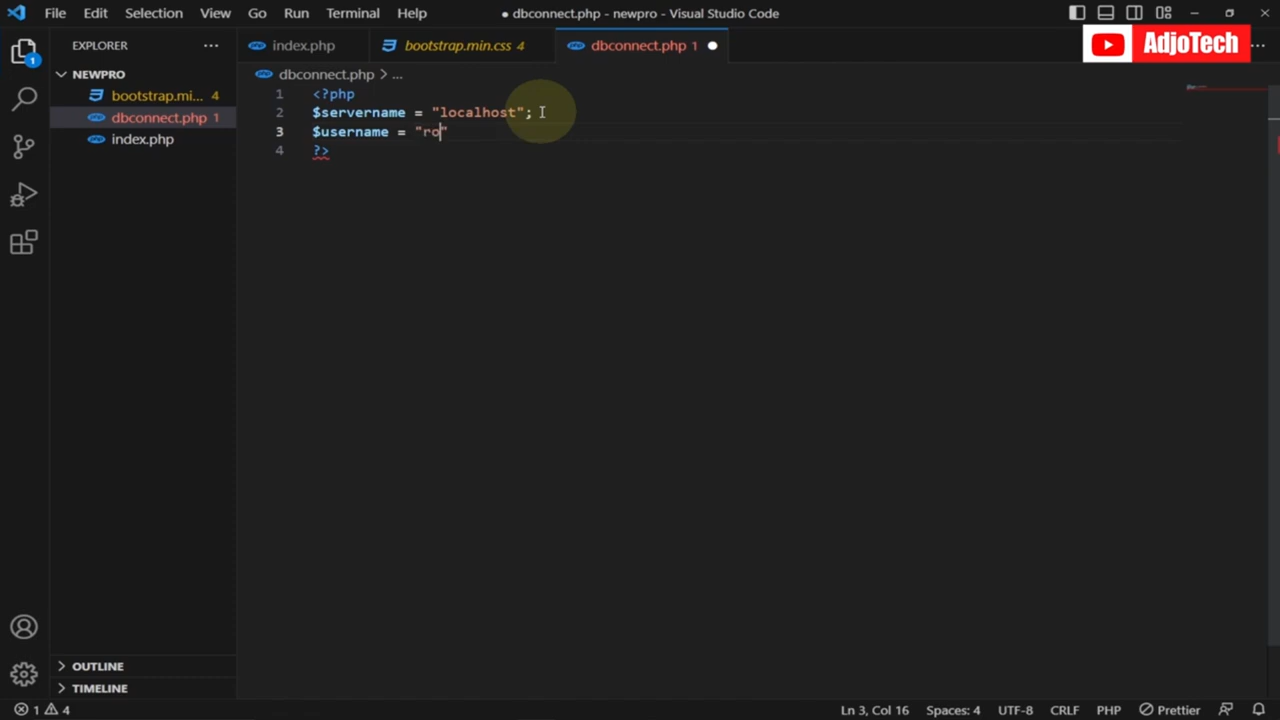 File Edit Selection View Go Run Terminal Help
● dbconnect.php - newpro - Visual Studio Code
AdjoTech
EXPLORER
index.php
bootstrap.min.css 4
dbconnect.php 1
NEWPRO
bootstrap.mi... 4
dbconnect.php 1
index.php
dbconnect.php > ...
1 <?php
2 $servername = "localhost";
3 $username = "ro"
4 ?>
OUTLINE
TIMELINE
1
1 4
Ln 3, Col 16 Spaces: 4 UTF-8 CRLF PHP Prettier